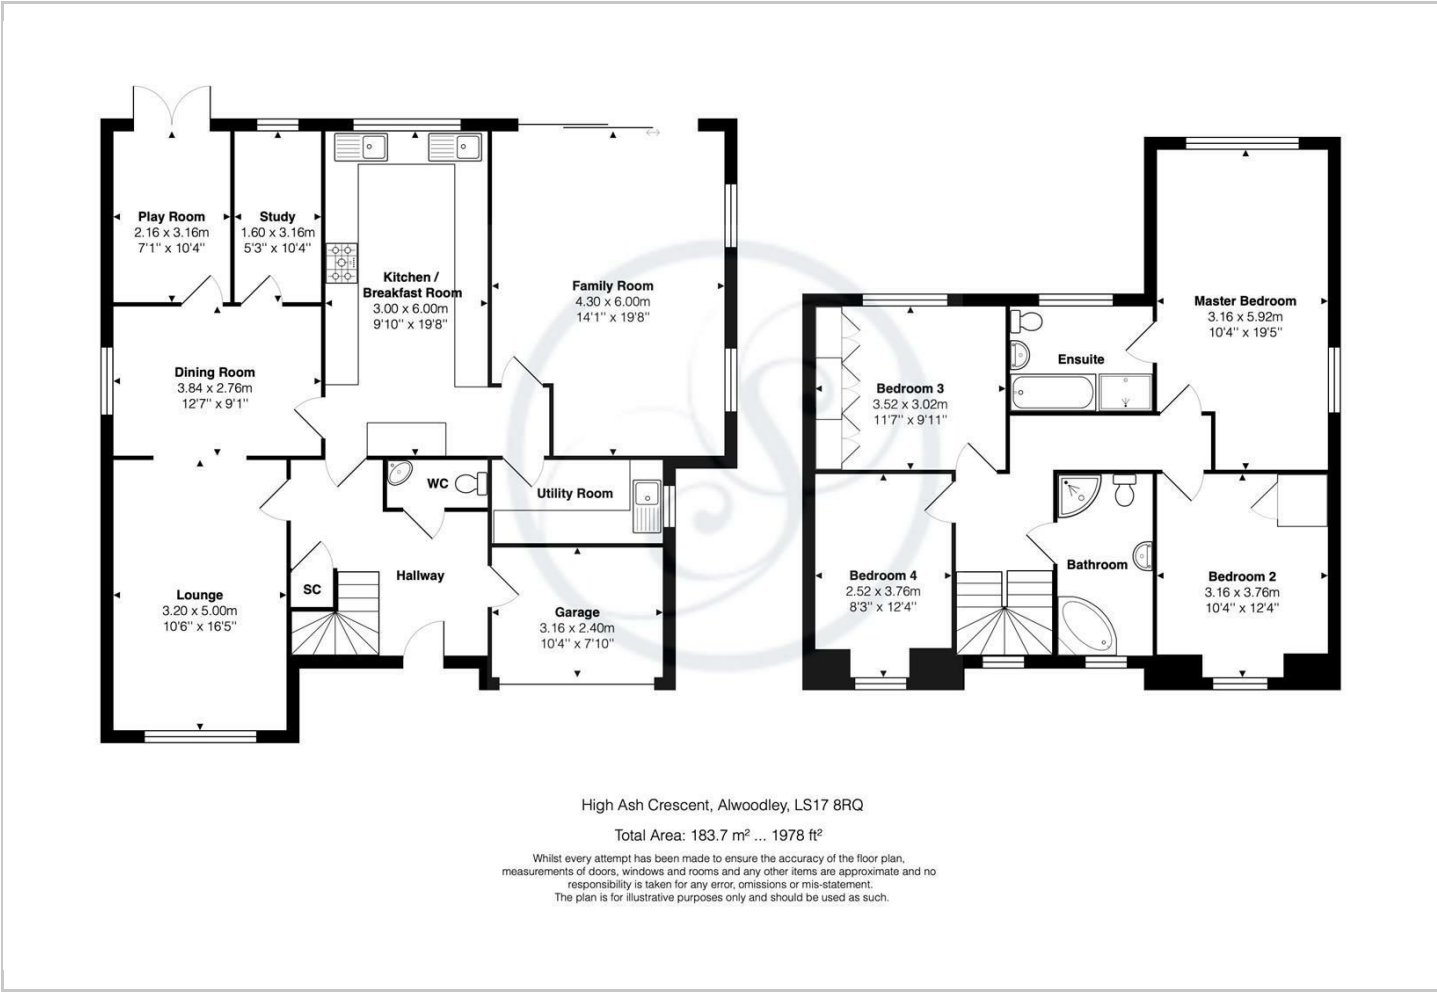 Play Room
2.16 x 3.16m
7'1'' x 10'4''
Study
1.60 x 3.16m
5'3'' x 10'4''
Kitchen /
Breakfast Room
3.00 x 6.00m
9'10'' x 19'8''
Family Room
4.30 x 6.00m
14'1'' x 19'8''
Dining Room
3.84 x 2.76m
12'7'' x 9'1''
WC
Utility Room
Hallway
SC
Lounge
3.20 x 5.00m
10'6'' x 16'5''
Garage
3.16 x 2.40m
10'4'' x 7'10''
Master Bedroom
3.16 x 5.92m
10'4'' x 19'5''
Ensuite
Bedroom 3
3.52 x 3.02m
11'7'' x 9'11''
Bathroom
Bedroom 4
2.52 x 3.76m
8'3'' x 12'4''
Bedroom 2
3.16 x 3.76m
10'4'' x 12'4''
High Ash Crescent, Alwoodley, LS17 8RQ
Total Area: 183.7 m² ... 1978 ft²
Whilst every attempt has been made to ensure the accuracy of the floor plan,
measurements of doors, windows and rooms and any other items are approximate and no
responsibility is taken for any error, omissions or mis-statement.
The plan is for illustrative purposes only and should be used as such.